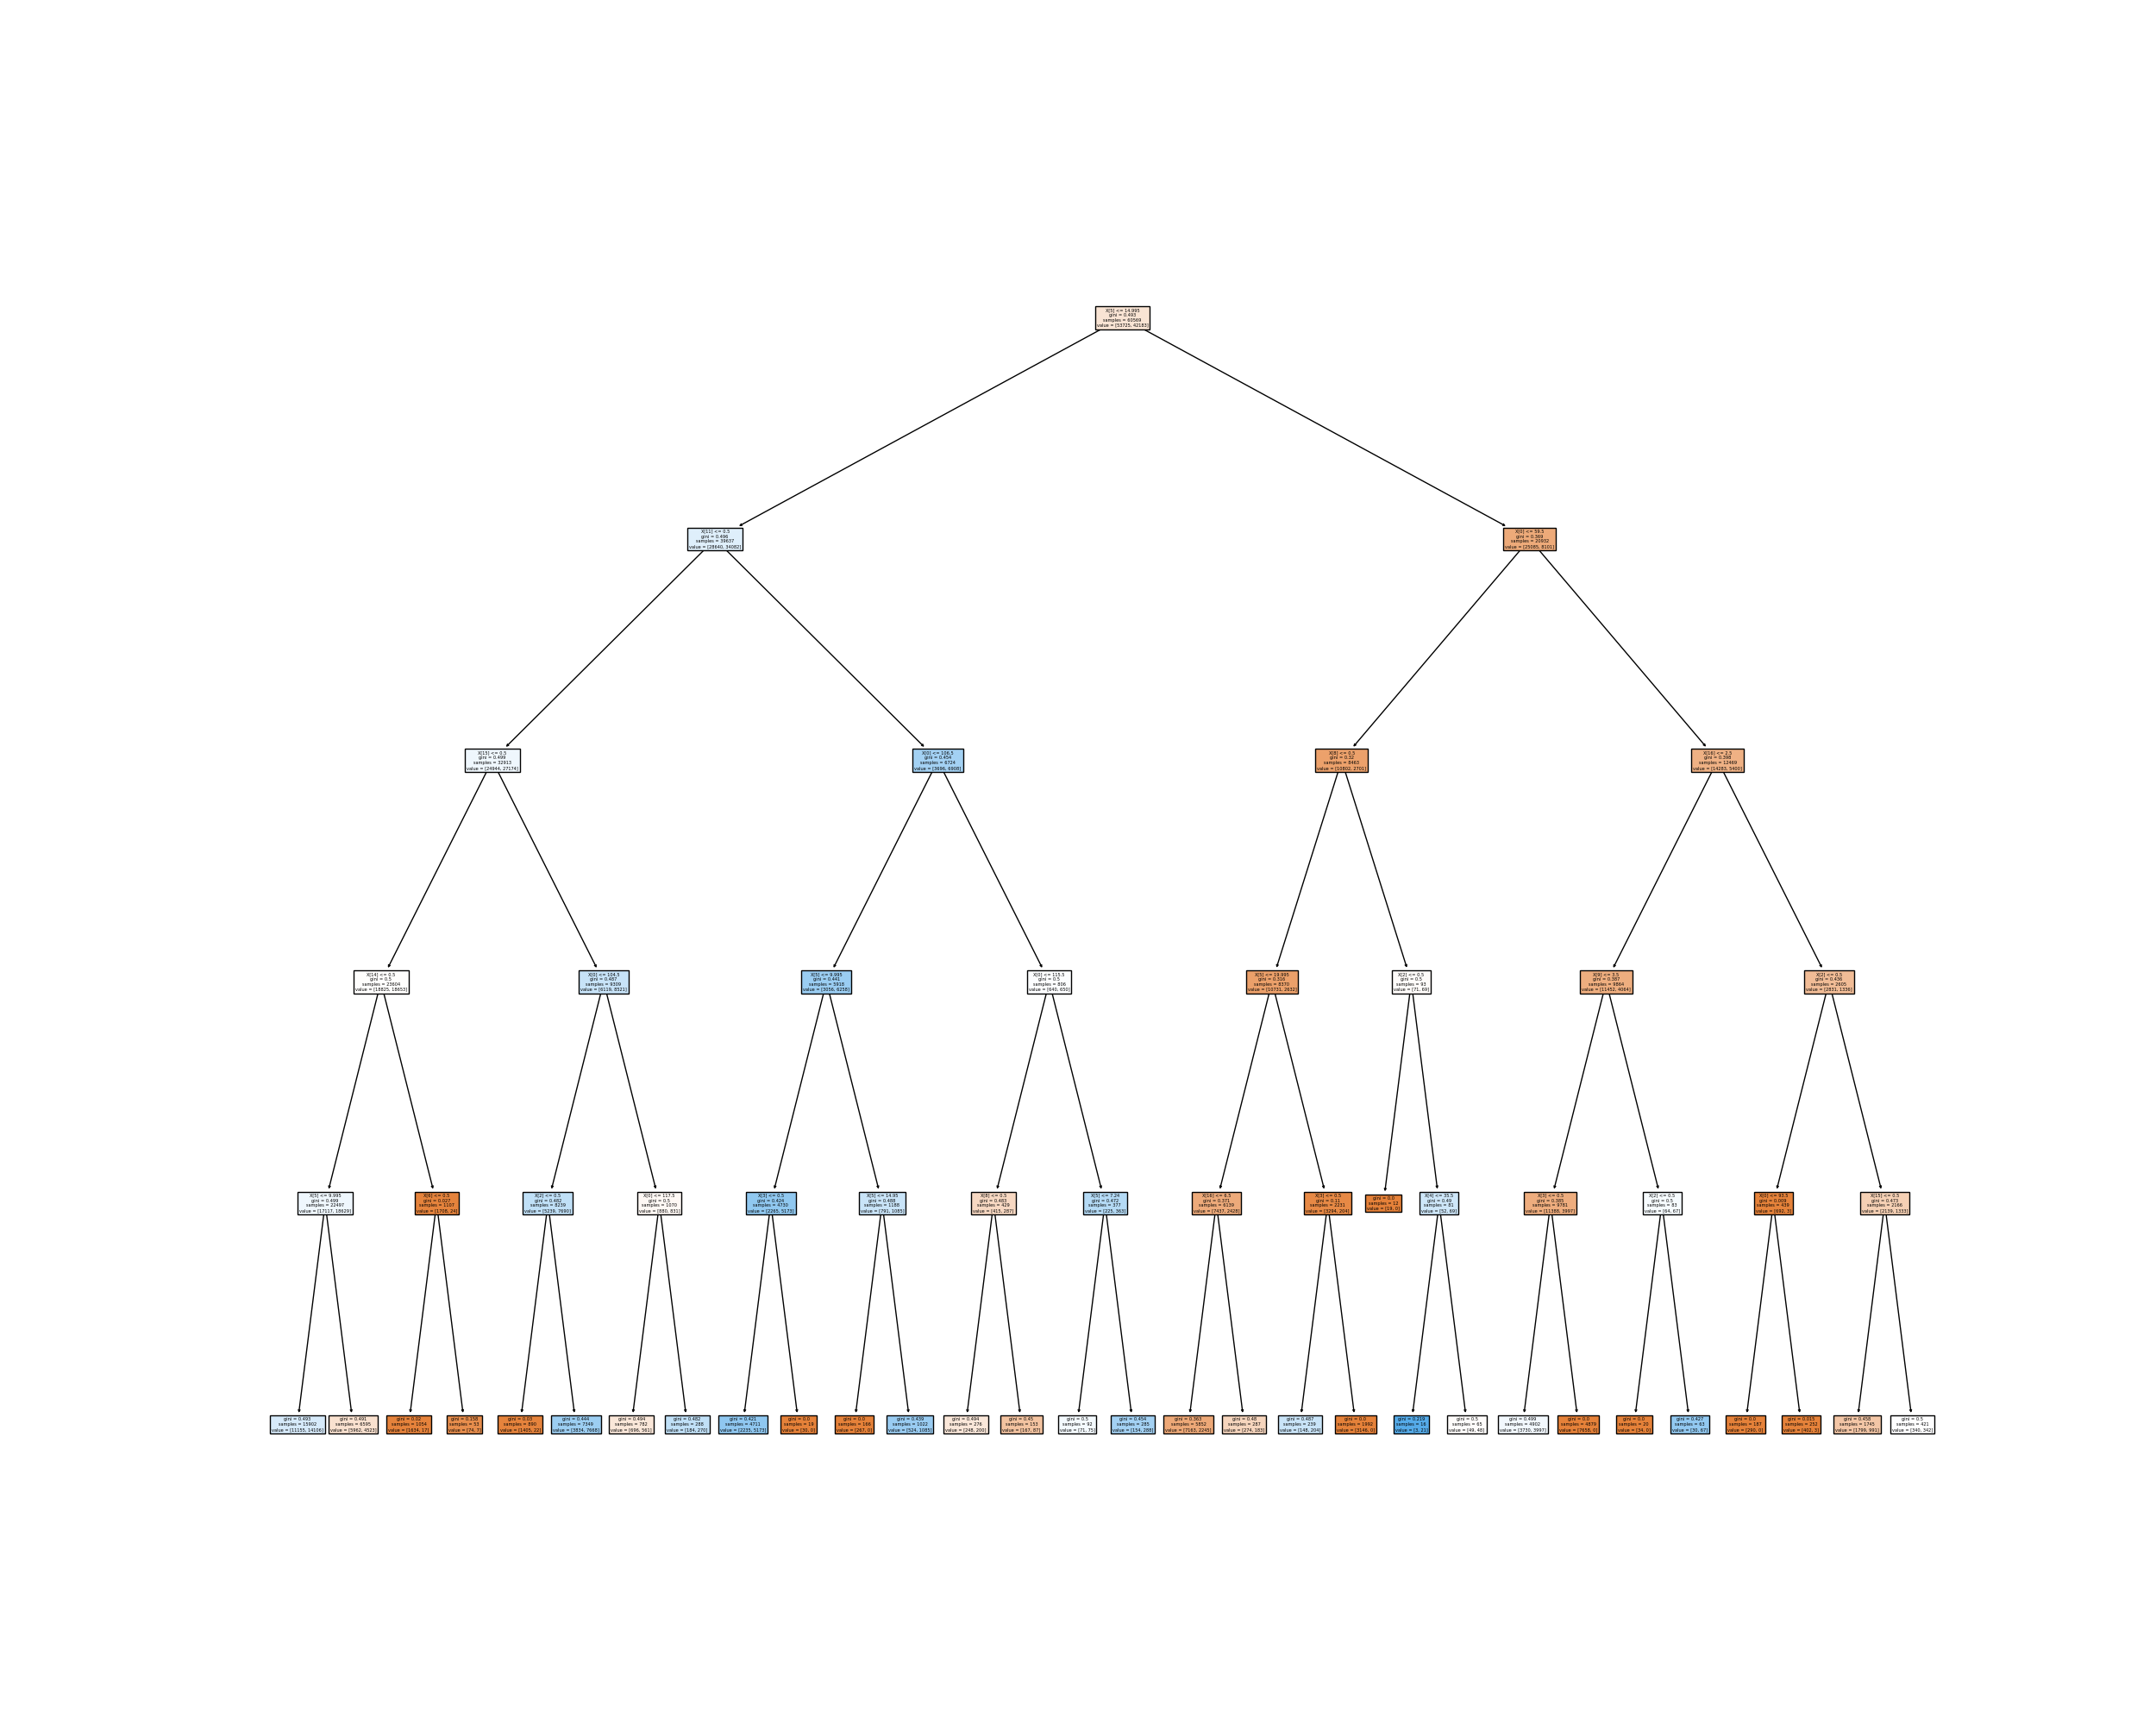 X[5] <= 14.995
gini = 0.493
samples = 60569
value = [53725, 42183]
X[11] <= 0.5
gini = 0.496
samples = 39637
value = [28640, 34082]
X[0] <= 59.5
gini = 0.369
samples = 20932
value = [25085, 8101]
X[15] <= 0.5
gini = 0.499
samples = 32913
value = [24944, 27174]
X[0] <= 106.5
gini = 0.454
samples = 6724
value = [3696, 6908]
X[8] <= 0.5
gini = 0.32
samples = 8463
value = [10802, 2701]
X[16] <= 2.5
gini = 0.398
samples = 12469
value = [14283, 5400]
X[14] <= 0.5
gini = 0.5
samples = 23604
value = [18825, 18653]
X[0] <= 104.5
gini = 0.487
samples = 9309
value = [6119, 8521]
X[5] <= 9.995
gini = 0.441
samples = 5918
value = [3056, 6258]
X[0] <= 115.5
gini = 0.5
samples = 806
value = [640, 650]
X[5] <= 19.995
gini = 0.316
samples = 8370
value = [10731, 2632]
X[2] <= 0.5
gini = 0.5
samples = 93
value = [71, 69]
X[9] <= 3.5
gini = 0.387
samples = 9864
value = [11452, 4064]
X[2] <= 0.5
gini = 0.436
samples = 2605
value = [2831, 1336]
X[5] <= 9.995
gini = 0.499
samples = 22497
value = [17117, 18629]
gini = 0.027
samples = 1107
value = [1708, 24]
X[2] <= 0.5
gini = 0.482
samples = 8239
value = [5239, 7690]
X[0] <= 117.5
gini = 0.5
samples = 1070
value = [880, 831]
X[3] <= 0.5
gini = 0.424
samples = 4730
value = [2265, 5173]
X[5] <= 14.95
gini = 0.488
samples = 1188
value = [791, 1085]
X[8] <= 0.5
gini = 0.483
samples = 429
value = [415, 287]
X[5] <= 7.24
gini = 0.472
samples = 377
value = [225, 363]
X[16] <= 6.5
gini = 0.371
samples = 6139
value = [7437, 2428]
X[3] <= 0.5
gini = 0.11
samples = 2231
value = [3294, 204]
gini = 0.0
samples = 12
value = [19, 0]
X[4] <= 35.5
gini = 0.49
samples = 81
value = [52, 69]
X[3] <= 0.5
gini = 0.385
samples = 9781
value = [11388, 3997]
X[2] <= 0.5
gini = 0.5
samples = 83
value = [64, 67]
X[0] <= 93.5
gini = 0.009
samples = 439
value = [692, 3]
X[15] <= 0.5
gini = 0.473
samples = 2166
value = [2139, 1333]
gini = 0.493
samples = 15902
value = [11155, 14106]
gini = 0.491
samples = 6595
value = [5962, 4523]
gini = 0.02
samples = 1054
value = [1634, 17]
gini = 0.158
samples = 53
value = [74, 7]
gini = 0.03
samples = 890
value = [1405, 22]
gini = 0.444
samples = 7349
value = [3834, 7668]
gini = 0.494
samples = 782
value = [696, 561]
gini = 0.482
samples = 288
value = [184, 270]
gini = 0.421
samples = 4711
value = [2235, 5173]
gini = 0.0
samples = 19
value = [30, 0]
gini = 0.0
samples = 166
value = [267, 0]
gini = 0.439
samples = 1022
value = [524, 1085]
gini = 0.494
samples = 276
value = [248, 200]
gini = 0.45
samples = 153
value = [167, 87]
gini = 0.5
samples = 92
value = [71, 75]
gini = 0.454
samples = 285
value = [154, 288]
gini = 0.363
samples = 5852
value = [7163, 2245]
gini = 0.48
samples = 287
value = [274, 183]
gini = 0.487
samples = 239
value = [148, 204]
gini = 0.0
samples = 1992
value = [3146, 0]
gini = 0.219
samples = 16
value = [3, 21]
gini = 0.5
samples = 65
value = [49, 48]
gini = 0.499
samples = 4902
value = [3730, 3997]
gini = 0.0
samples = 4879
value = [7658, 0]
gini = 0.0
samples = 20
value = [34, 0]
gini = 0.427
samples = 63
value = [30, 67]
gini = 0.0
samples = 187
value = [290, 0]
gini = 0.015
samples = 252
value = [402, 3]
gini = 0.458
samples = 1745
value = [1799, 991]
gini = 0.5
samples = 421
value = [340, 342]